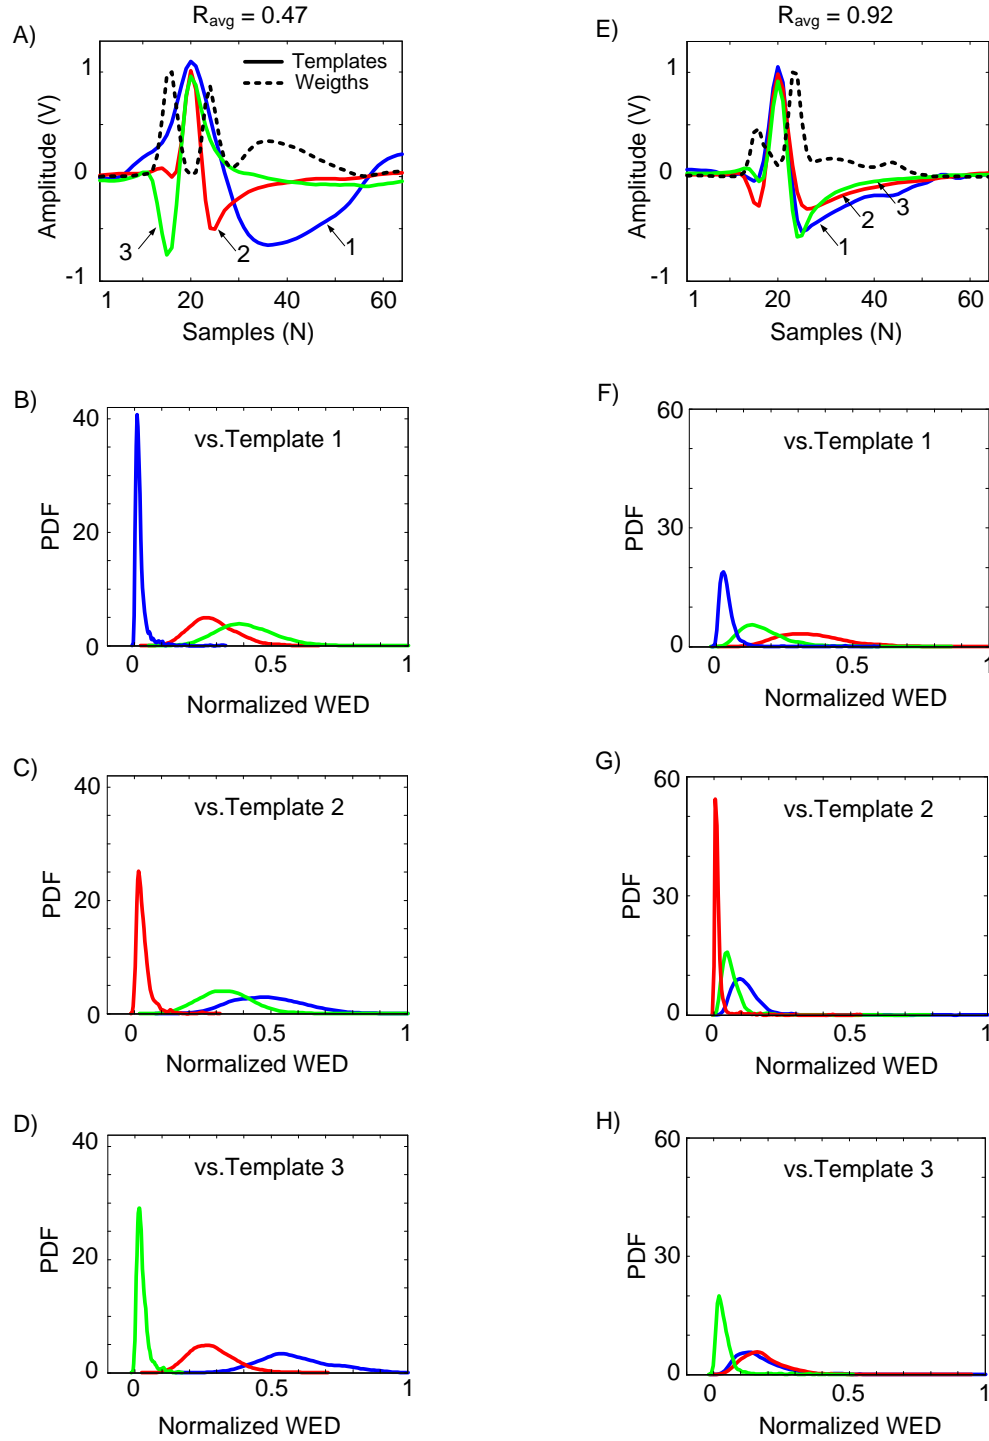 R_avg = 0.47
A)
Amplitude (V)
1
0
-1
Templates
Weigths
3
2
1
1 20 40 60
Samples (N)
B)
PDF
40
20
0
vs.Template 1
0 0.5 1
Normalized WED
C)
PDF
40
20
0
vs.Template 2
0 0.5 1
Normalized WED
D)
PDF
40
20
0
vs.Template 3
0 0.5 1
Normalized WED
R_avg = 0.92
E)
Amplitude (V)
1
0
-1
3
2
1
1 20 40 60
Samples (N)
F)
PDF
60
30
0
vs.Template 1
0 0.5 1
Normalized WED
G)
PDF
60
30
0
vs.Template 2
0 0.5 1
Normalized WED
H)
PDF
60
30
0
vs.Template 3
0 0.5 1
Normalized WED